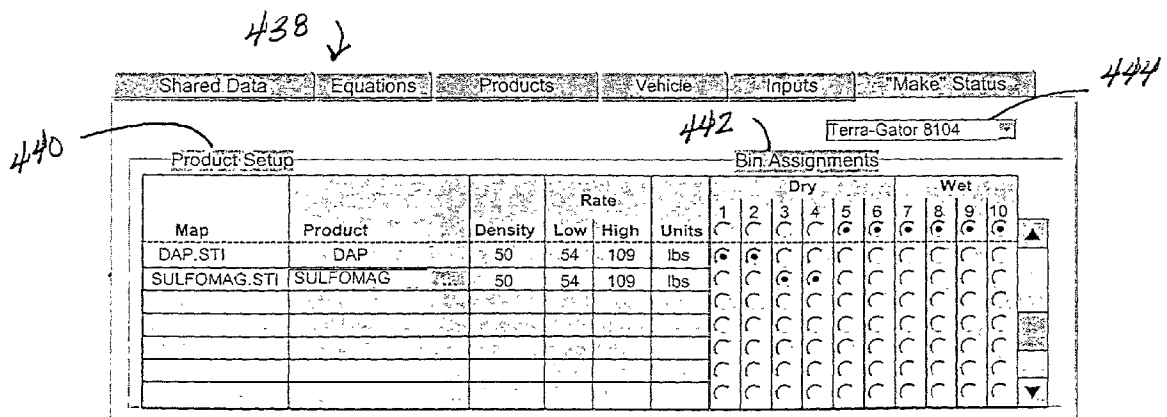 438
Shared Data Equations Products Vehicle Inputs "Make" Status
444
442
Terra-Gator 8104
440
Product Setup Bin Assignments
Dry Wet
Rate
1 2 3 4 5 6 7 8 9 10
Map Product Density Low High Units
DAP.STI DAP 50 54 109 lbs
SULFOMAG.STI SULFOMAG 50 54 109 lbs